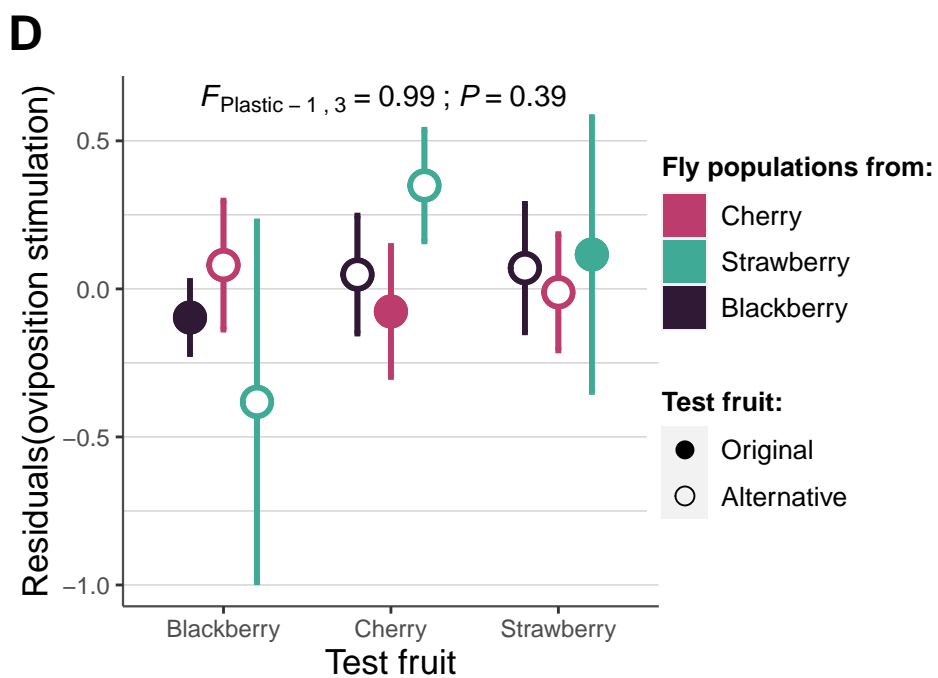 D
F Plastic − 1 , 3 = 0.99 ; P = 0.39
Residuals(oviposition stimulation)
0.5
0.0
−0.5
−1.0
Blackberry
Cherry
Strawberry
Test fruit
Fly populations from:
Cherry
Strawberry
Blackberry
Test fruit:
Original
Alternative